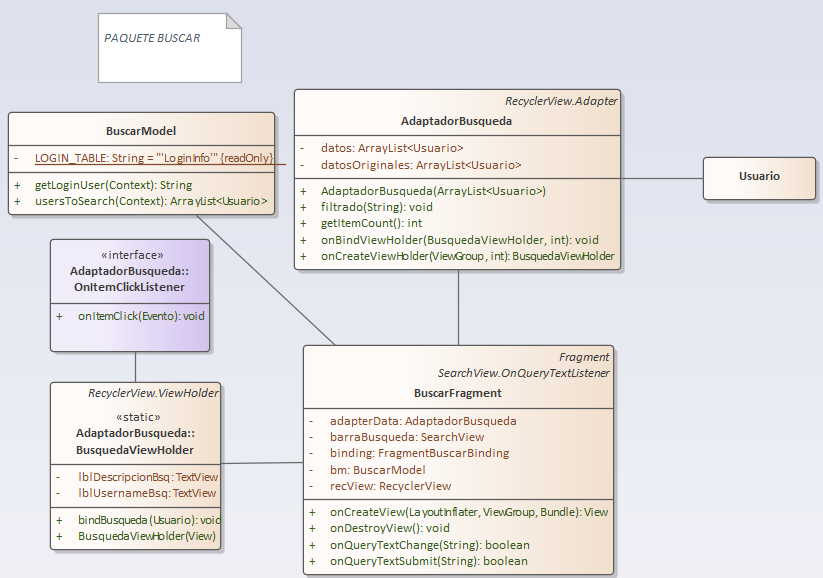 PAQUETE BUSCAR
BuscarModel
- LOGIN_TABLE: String = "'LoginInfo'" {readOnly}
+ getLoginUser(Context): String
+ usersToSearch(Context): ArrayList<Usuario>
RecyclerView.Adapter
AdaptadorBusqueda
- datos: ArrayList<Usuario>
- datosOriginales: ArrayList<Usuario>
+ AdaptadorBusqueda(ArrayList<Usuario>)
+ filtrado(String): void
+ getItemCount(): int
+ onBindViewHolder(BusquedaViewHolder, int): void
+ onCreateViewHolder(ViewGroup, int): BusquedaViewHolder
Usuario
«interface»
AdaptadorBusqueda::
OnItemClickListener
+ onItemClick(Evento): void
RecyclerView.ViewHolder
«static»
AdaptadorBusqueda::
BusquedaViewHolder
- lblDescripcionBsq: TextView
- lblUsernameBsq: TextView
+ bindBusqueda(Usuario): void
+ BusquedaViewHolder(View)
Fragment
SearchView.OnQueryTextListener
BuscarFragment
- adapterData: AdaptadorBusqueda
- barraBusqueda: SearchView
- binding: FragmentBuscarBinding
- bm: BuscarModel
- recView: RecyclerView
+ onCreateView(LayoutInflater, ViewGroup, Bundle): View
+ onDestroyView(): void
+ onQueryTextChange(String): boolean
+ onQueryTextSubmit(String): boolean